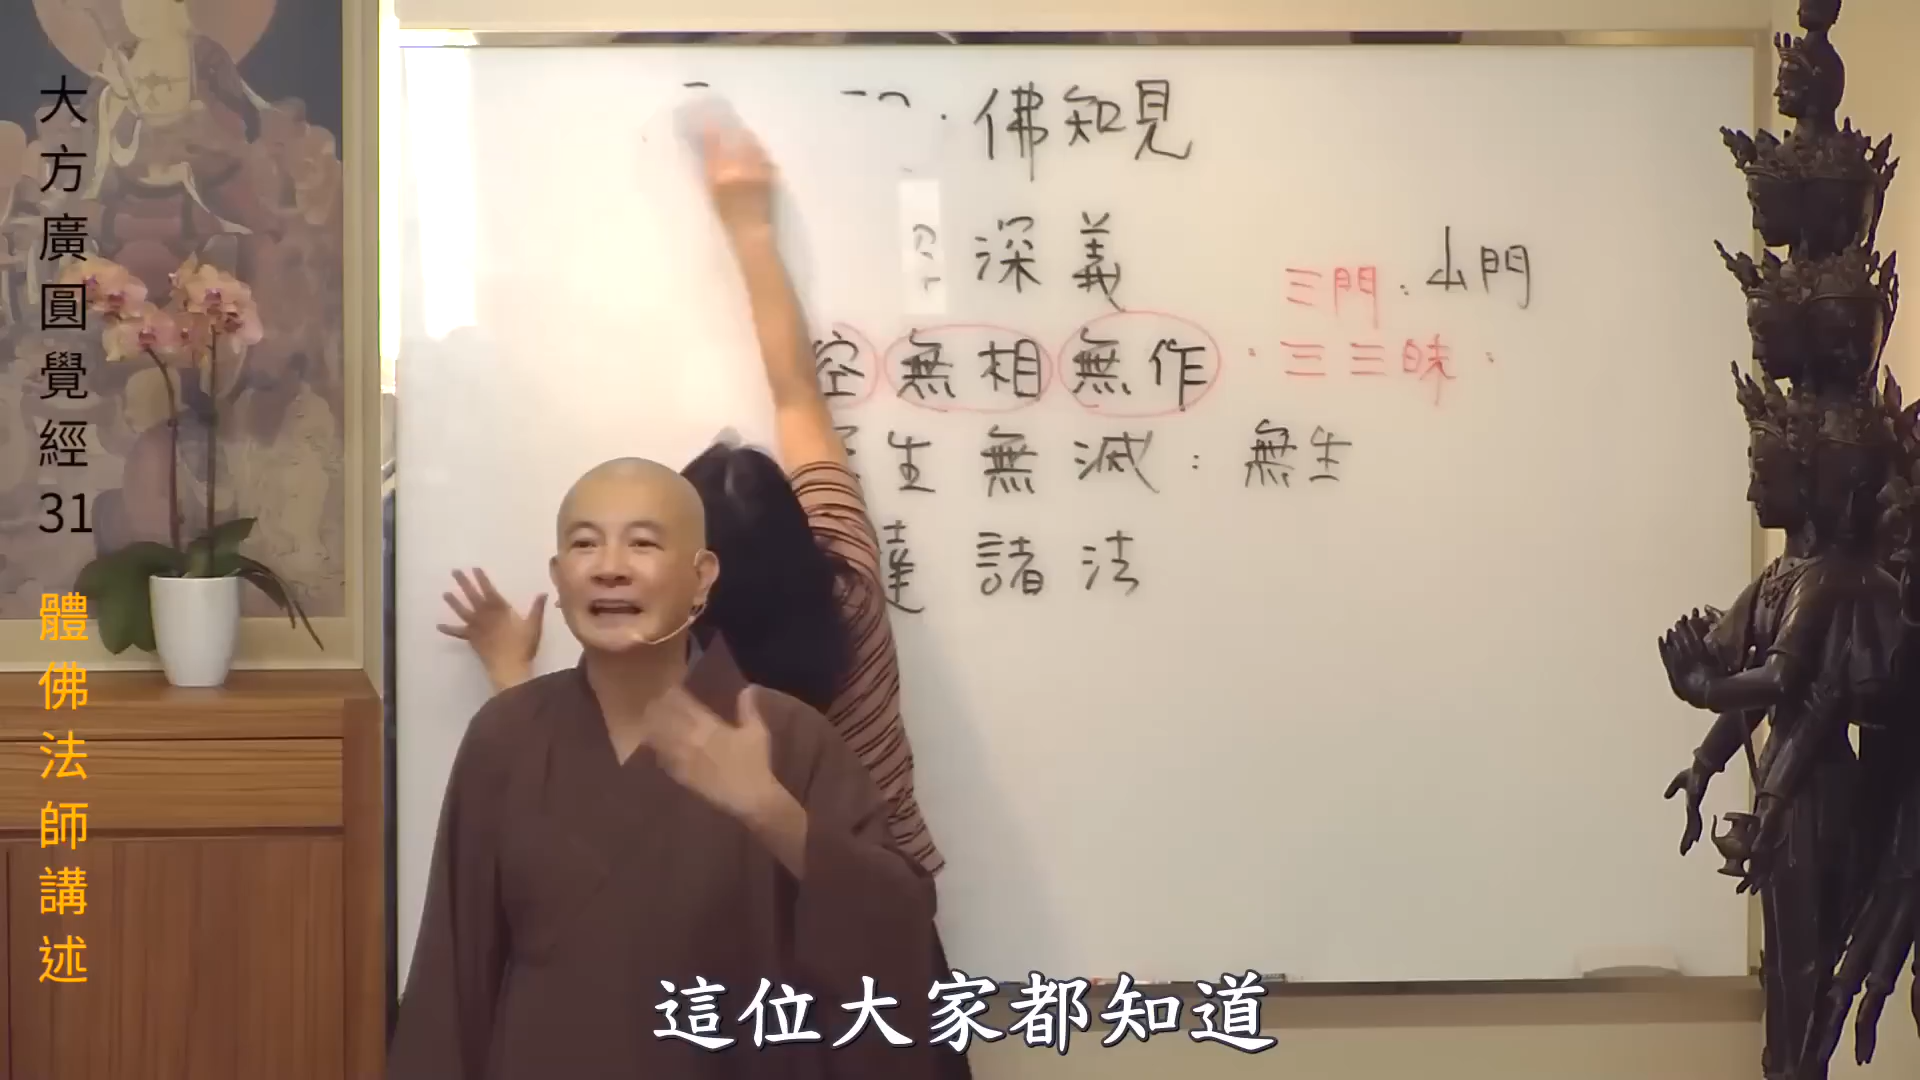 大方廣圓覺經31
體佛法師講述
佛知見
深義
三門:山門
空無相無作·三三昧·
生無滅:無生
達諸法
這位大家都知道